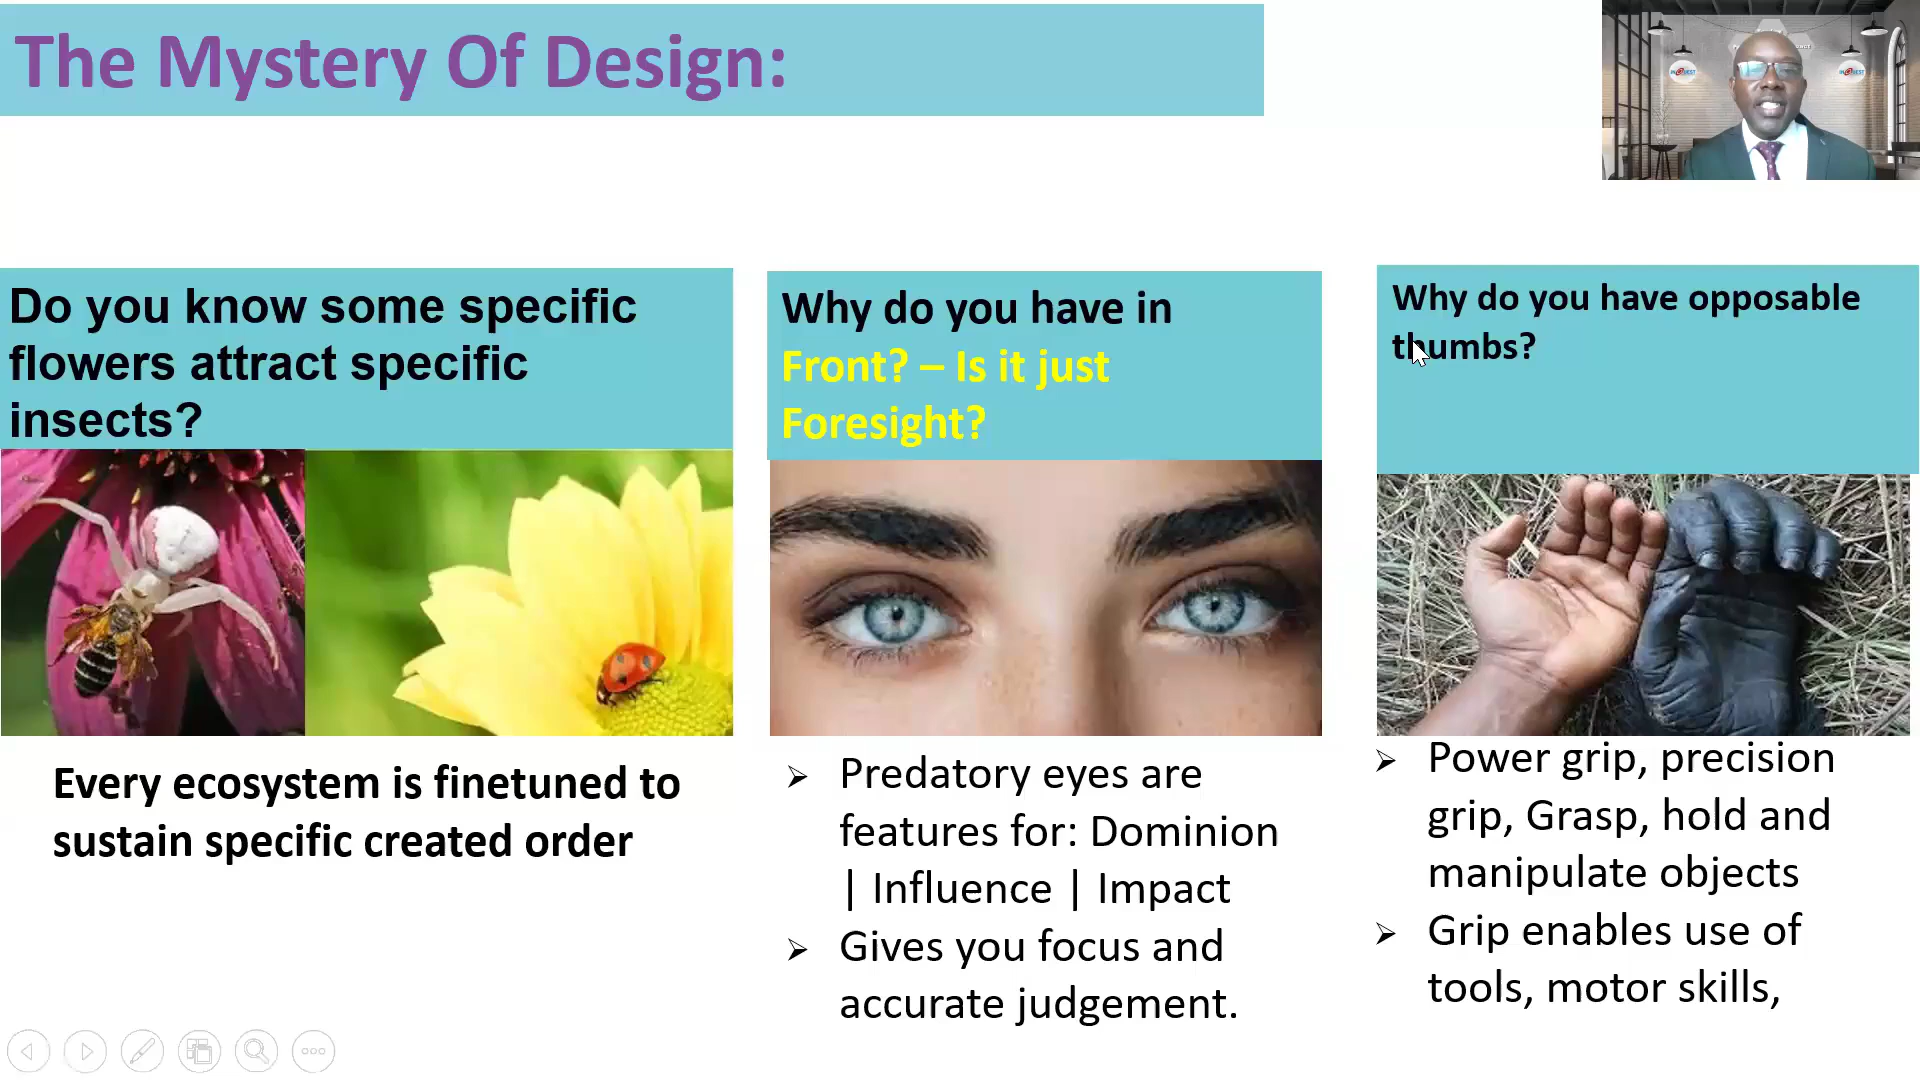 The Mystery Of Design:
Do you know some specific
flowers attract specific
insects?
Every ecosystem is finetuned to
sustain specific created order
Why do you have in
Front? – Is it just
Foresight?
➢ Predatory eyes are
features for: Dominion
| Influence | Impact
➢ Gives you focus and
accurate judgement.
Why do you have opposable
thumbs?
➢ Power grip, precision
grip, Grasp, hold and
manipulate objects
➢ Grip enables use of
tools, motor skills,